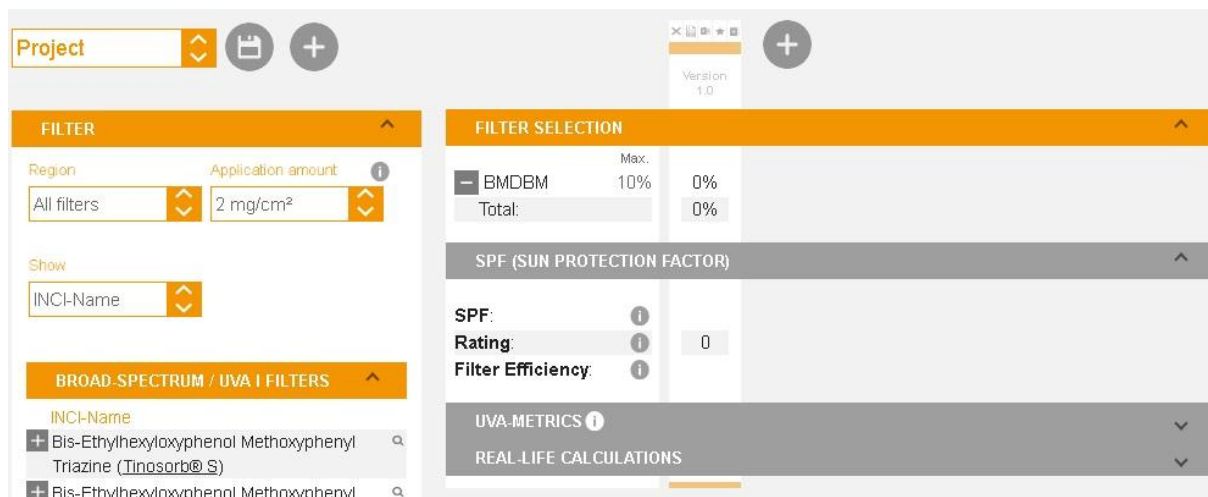 Project
Version
1.0
FILTER
Region
Application amount
All filters
2 mg/cm²
Show
INCI-Name
BROAD-SPECTRUM / UVA I FILTERS
INCI-Name
Bis-Ethylhexyloxyphenol Methoxyphenyl
Triazine (Tinosorb® S)
Bis-Ethylhexyloxyphenol Methoxyphenyl
FILTER SELECTION
Max.
BMDBM 10% 0%
Total: 0%
SPF (SUN PROTECTION FACTOR)
SPF:
Rating: 0
Filter Efficiency:
UVA-METRICS
REAL-LIFE CALCULATIONS